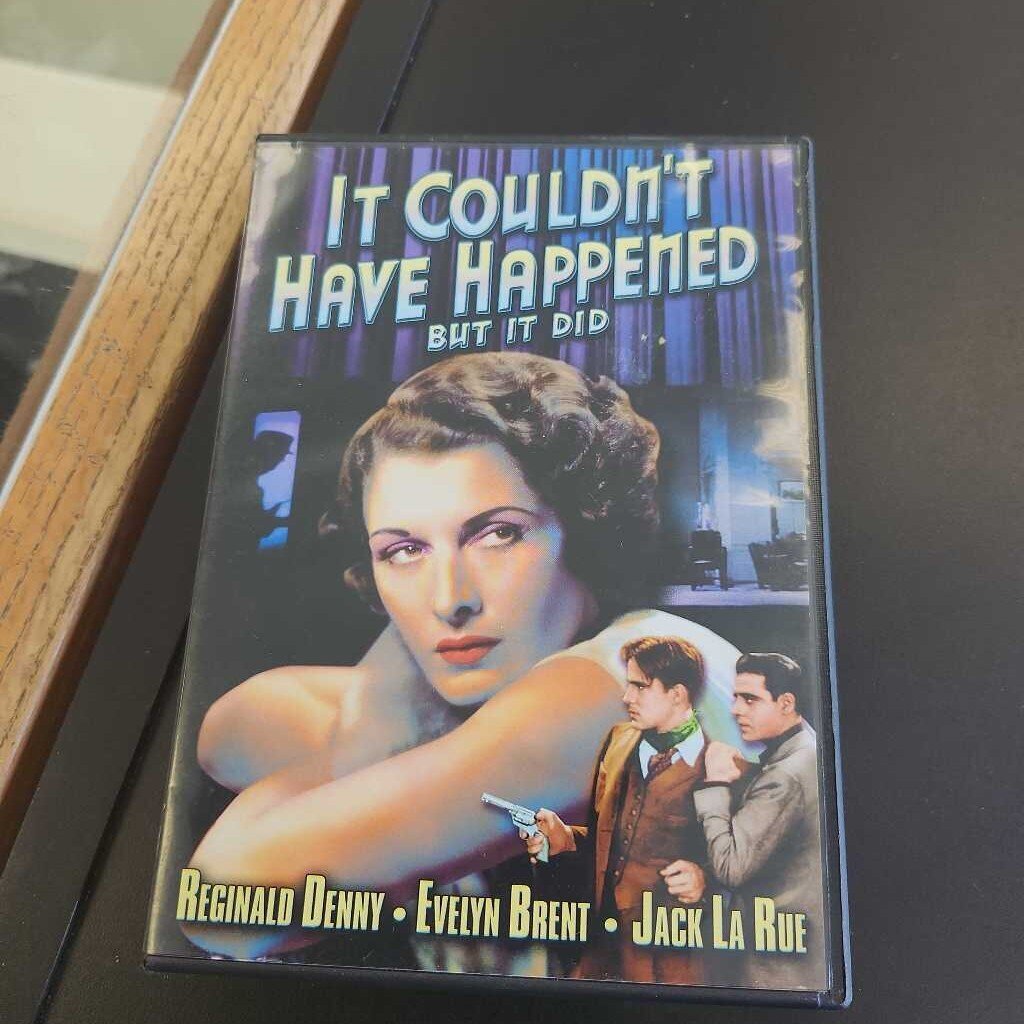 IT COULDN'T
HAVE HAPPENED
BUT IT DID
REGINALD DENNY • EVELYN BRENT • JACK LA RUE